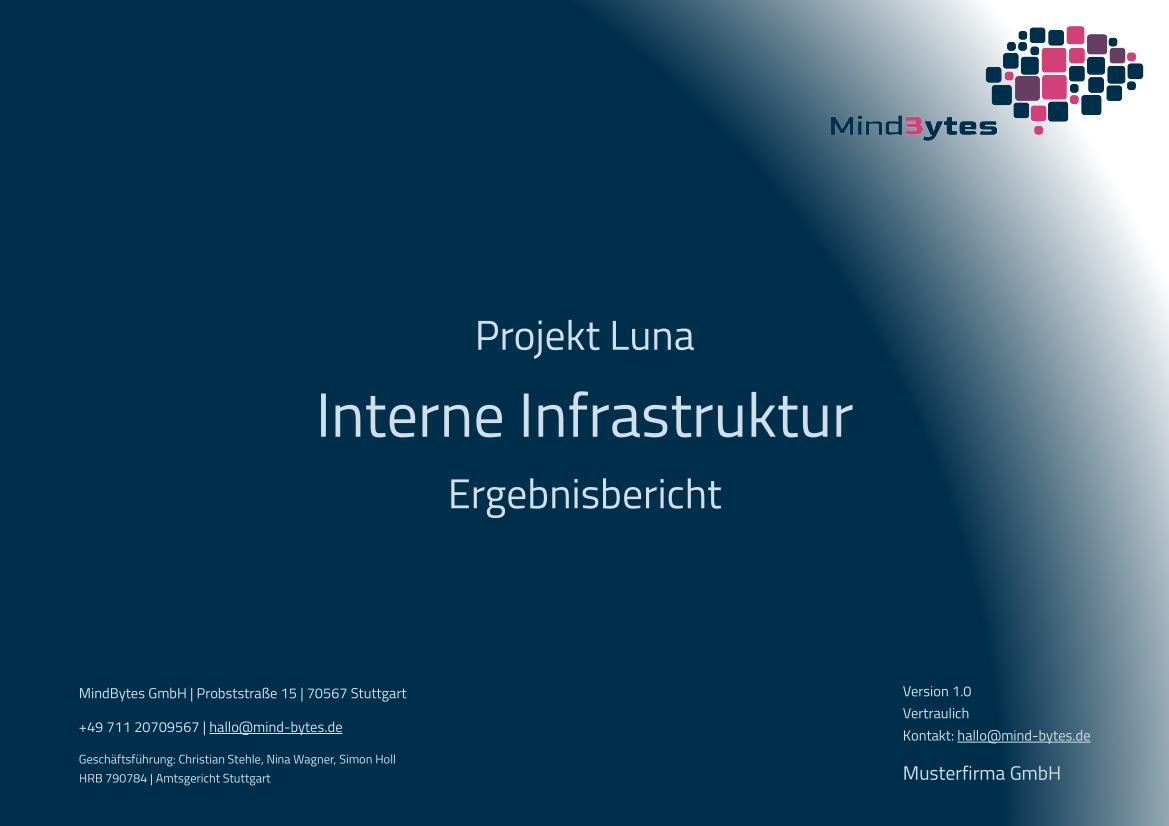 Mind3ytes
Projekt Luna
Interne Infrastruktur
Ergebnisbericht
MindBytes GmbH | Probststraße 15 | 70567 Stuttgart
+49 711 20709567 | hallo@mind-bytes.de
Geschäftsführung: Christian Stehle, Nina Wagner, Simon Holl
HRB 790784 | Amtsgericht Stuttgart
Version 1.0
Vertraulich
Kontakt: hallo@mind-bytes.de
Musterfirma GmbH